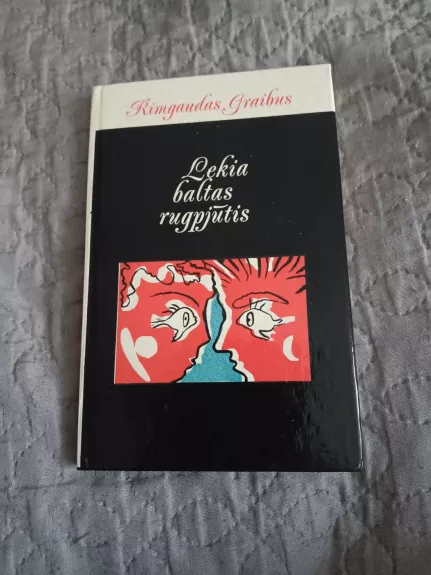 Rimgaudas Graibus
Lekia
baltas
rugpjūtis